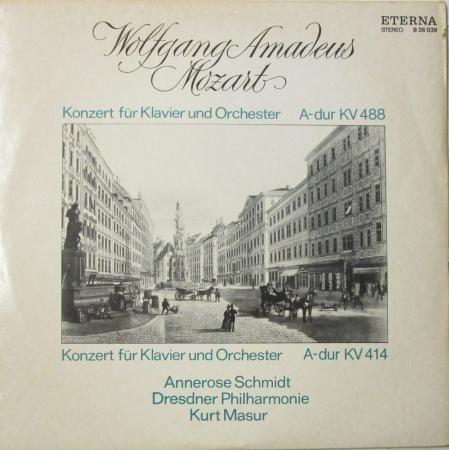 ETERNA
STEREO 8 26 039
Wolfgang Amadeus
Mozart
Konzert für Klavier und Orchester A-dur KV 488
Konzert für Klavier und Orchester A-dur KV 414
Annerose Schmidt
Dresdner Philharmonie
Kurt Masur